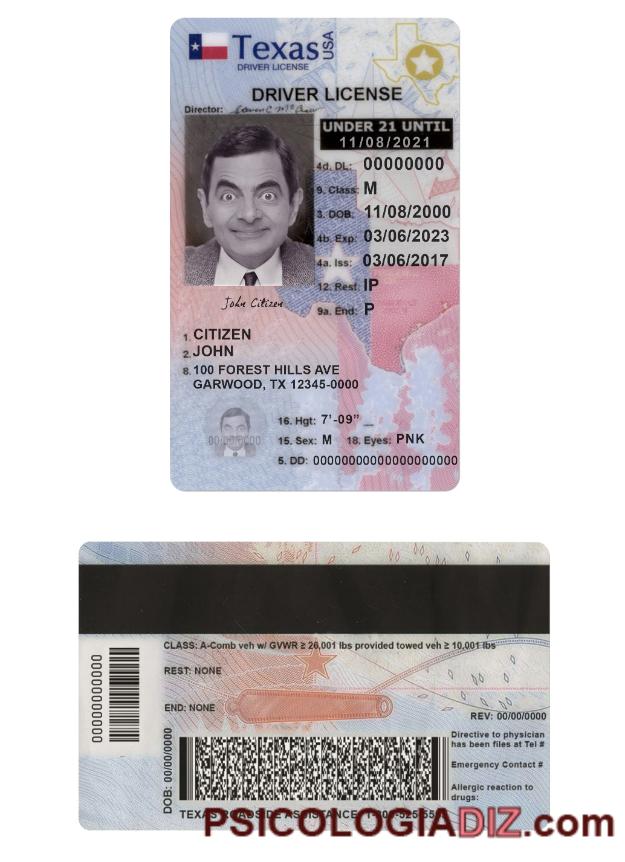 Texas USA
DRIVER LICENSE
DRIVER LICENSE
Director:
UNDER 21 UNTIL
11/08/2021
4d. DL: 00000000
9. Class: M
3. DOB: 11/08/2000
4b. Exp: 03/06/2023
4a. Iss: 03/06/2017
12. Rest: IP
9a. End: P
John Citizen
1. CITIZEN
2. JOHN
8. 100 FOREST HILLS AVE
GARWOOD, TX 12345-0000
00/00/0000
16. Hgt: 7'-09" _
15. Sex: M 18. Eyes: PNK
5. DD: 00000000000000000000
CLASS: A-Comb veh w/ GVWR ≥ 26,001 lbs provided towed veh ≥ 10,001 lbs
00000000000
REST: NONE
END: NONE
REV: 00/00/0000
DOB: 00/00/0000
Directive to physician
has been files at Tel #
Emergency Contact #
Allergic reaction to
drugs:
TEXAS ROADSIDE ASSISTANCE:
PSICOLOGIADIZ.com